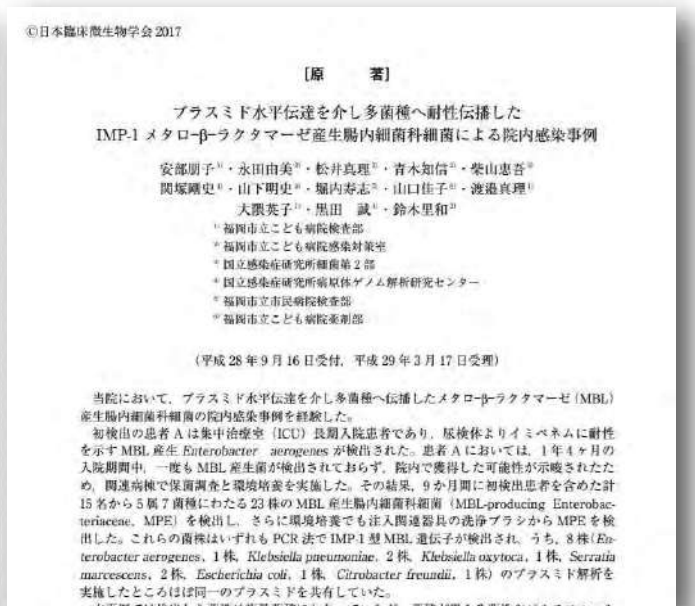 ©日本臨床微生物学会 2017
[原 著]
プラスミド水平伝達を介し多菌種へ耐性伝播した
IMP-1 メタロ-β-ラクタマーゼ産生腸内細菌科細菌による院内感染事例
安部朋子・永田由美・松井真理・青木知信・柴山恵吾
関塚剛史・山下明史・堀内寿志・山口佳子・渡邉真理
大隈英子・黒田 誠・鈴木里和
福岡市立こども病院検査部
福岡市立こども病院感染対策室
国立感染症研究所細菌第2部
国立感染症研究所病原体ゲノム解析研究センター
福岡市立市民病院検査部
福岡市立こども病院薬剤部
(平成 28 年 9 月 16 日受付,平成 29 年 3 月 17 日受理)
当院において,プラスミド水平伝達を介し多菌種へ伝播したメタロ-β-ラクタマーゼ (MBL)
産生腸内細菌科細菌の院内感染事例を経験した。
初検出の患者 A は集中治療室 (ICU) 長期入院患者であり,尿検体よりイミペネムに耐性
を示す MBL 産生 Enterobacter aerogenes が検出された。患者 A においては,1 年 4 ヶ月の
入院期間中,一度も MBL 産生菌が検出されておらず,院内で獲得した可能性が示唆されたた
め,関連病棟で保菌調査と環境培養を実施した。その結果,9 か月間に初検出患者を含めた計
15 名から 5 属 7 菌種にわたる 23 株の MBL 産生腸内細菌科細菌 (MBL-producing Enterobac-
teriaceae, MPE) を検出し,さらに環境培養でも注入関連器具の洗浄ブラシから MPE を検
出した。これらの菌株はいずれも PCR 法で IMP-1 型 MBL 遺伝子が検出され,うち,8 株(En-
terobacter aerogenes, 1 株, Klebsiella pneumoniae, 2 株, Klebsiella oxytoca, 1 株, Serratia
marcescens, 2 株, Escherichia coli, 1 株, Citrobacter freundii, 1 株) のプラスミド解析を
実施したところほぼ同一のプラスミドを共有していた。